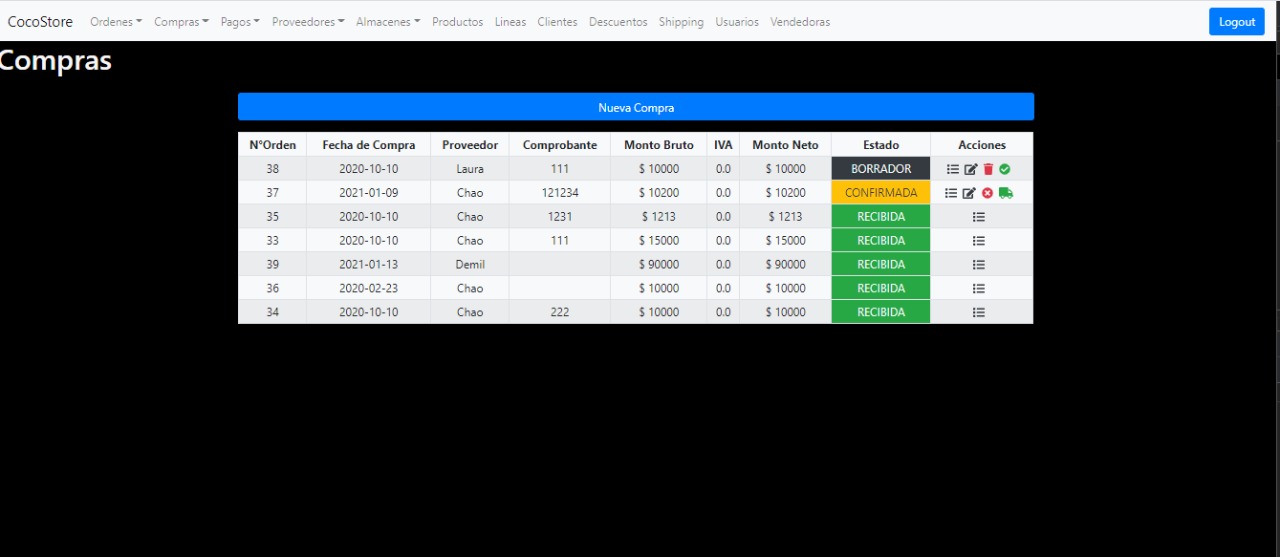 CocoStore Ordenes Compras Pagos Proveedores Almacenes Productos Lineas Clientes Descuentos Shipping Usuarios Vendedoras Logout
Compras
Nueva Compra
N°Orden Fecha de Compra Proveedor Comprobante Monto Bruto IVA Monto Neto Estado Acciones
38 2020-10-10 Laura 111 $ 10000 0.0 $ 10000 BORRADOR
37 2021-01-09 Chao 121234 $ 10200 0.0 $ 10200 CONFIRMADA
35 2020-10-10 Chao 1231 $ 1213 0.0 $ 1213 RECIBIDA
33 2020-10-10 Chao 111 $ 15000 0.0 $ 15000 RECIBIDA
39 2021-01-13 Demil $ 90000 0.0 $ 90000 RECIBIDA
36 2020-02-23 Chao $ 10000 0.0 $ 10000 RECIBIDA
34 2020-10-10 Chao 222 $ 10000 0.0 $ 10000 RECIBIDA